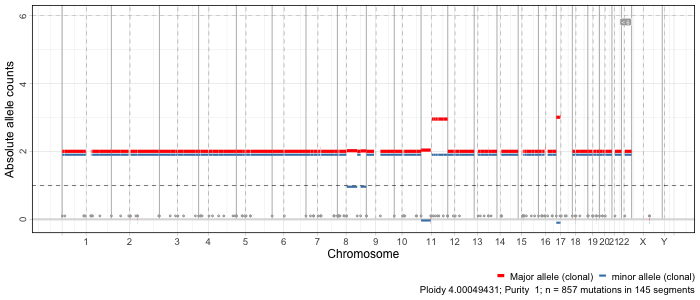 Absolute allele counts
6
4
2
0
1 2 3 4 5 6 7 8 9 10 11 12 13 14 15 16 17 18 19 20 21 22 X Y
Chromosome
Major allele (clonal) minor allele (clonal)
Ploidy 4.00049431; Purity 1; n = 857 mutations in 145 segments